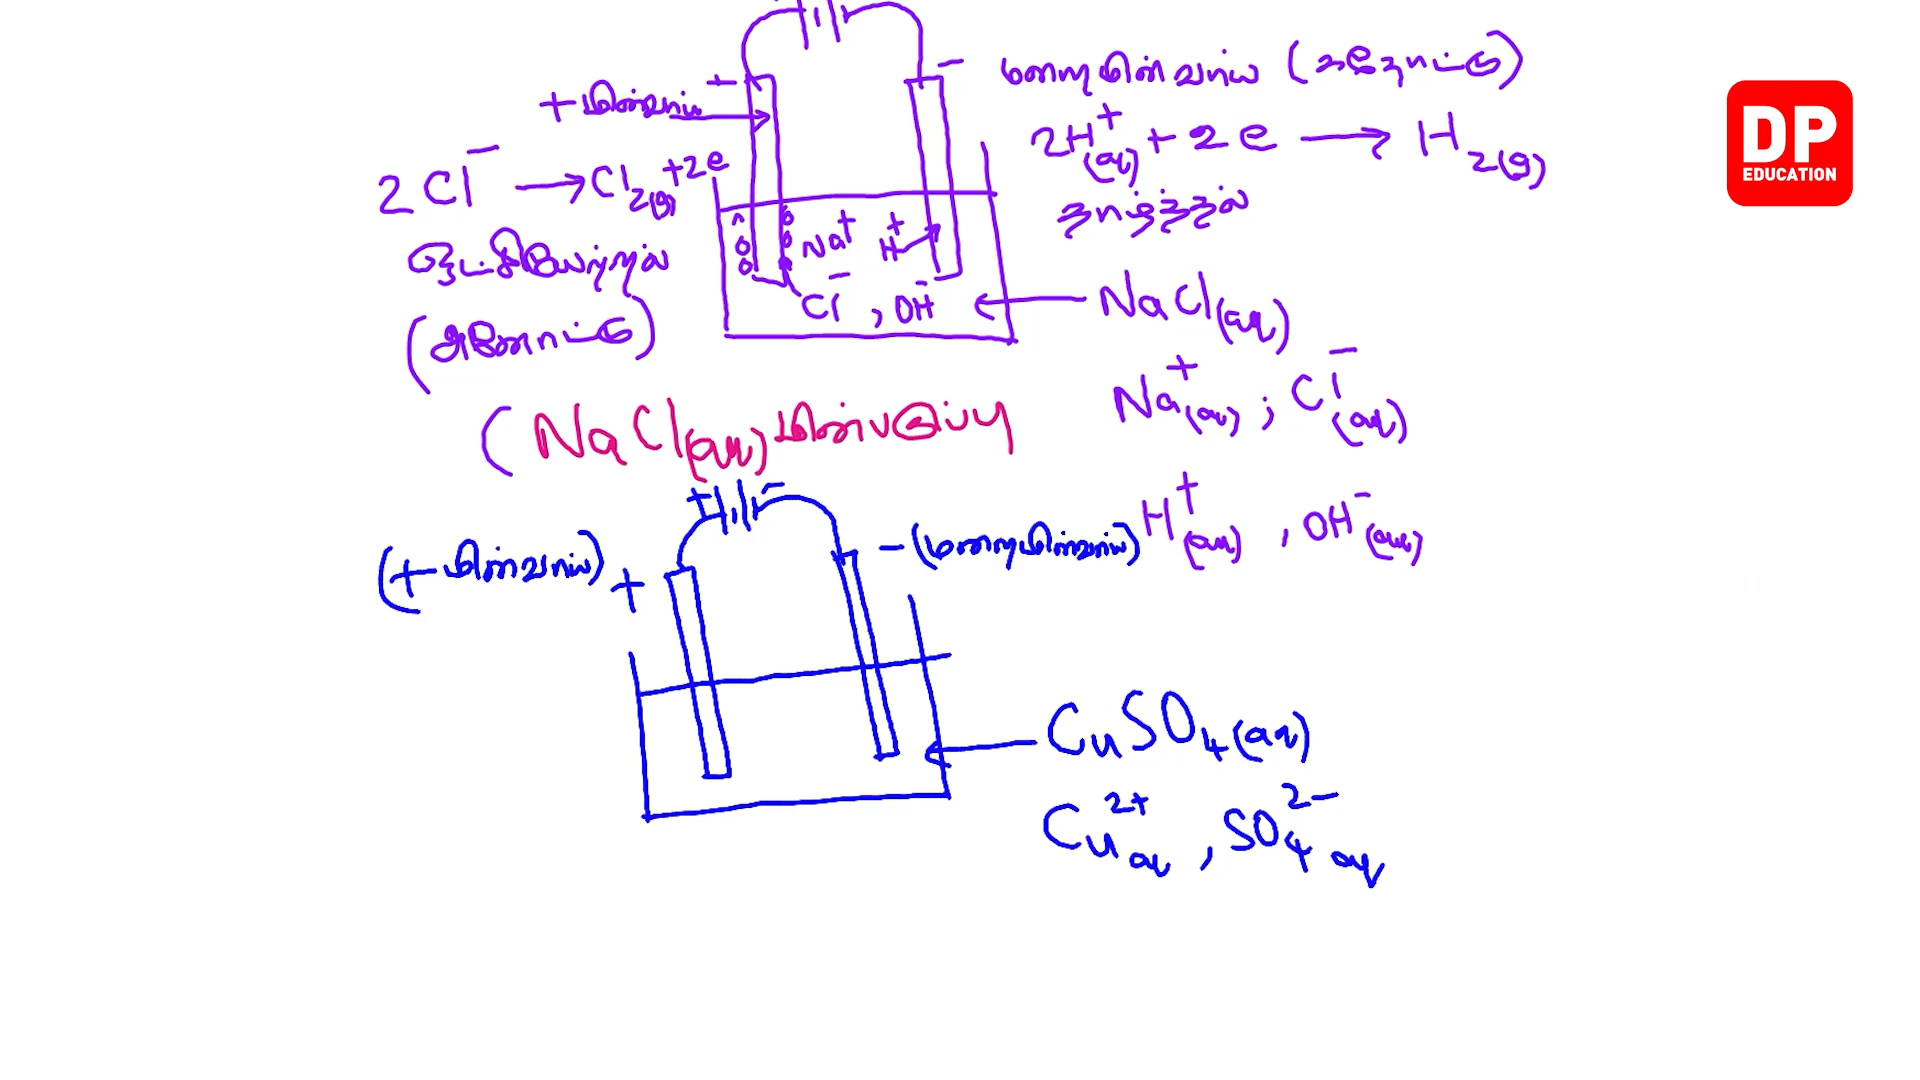 + மின்வாய்
+
-
மறைமின் வாய் (கதோட்டு)
2H⁺(aq) + 2e → H₂(g)
DP
EDUCATION
2Cl⁻ → Cl₂(g) + 2e
தாழ்த்தல்
Na⁺ H⁺
ஒட்சியேற்றல்
Cl⁻, OH⁻
NaCl(aq)
(அனோட்டு)
Na⁺(aq) ; Cl⁻(aq)
(NaCl(aq) மின்பகுப்பு
+ -
H⁺(aq) , OH⁻(aq)
(+ மின்வாய்) +
- (மறைமின்வாய்)
CuSO₄(aq)
Cu²⁺aq , SO₄²⁻aq